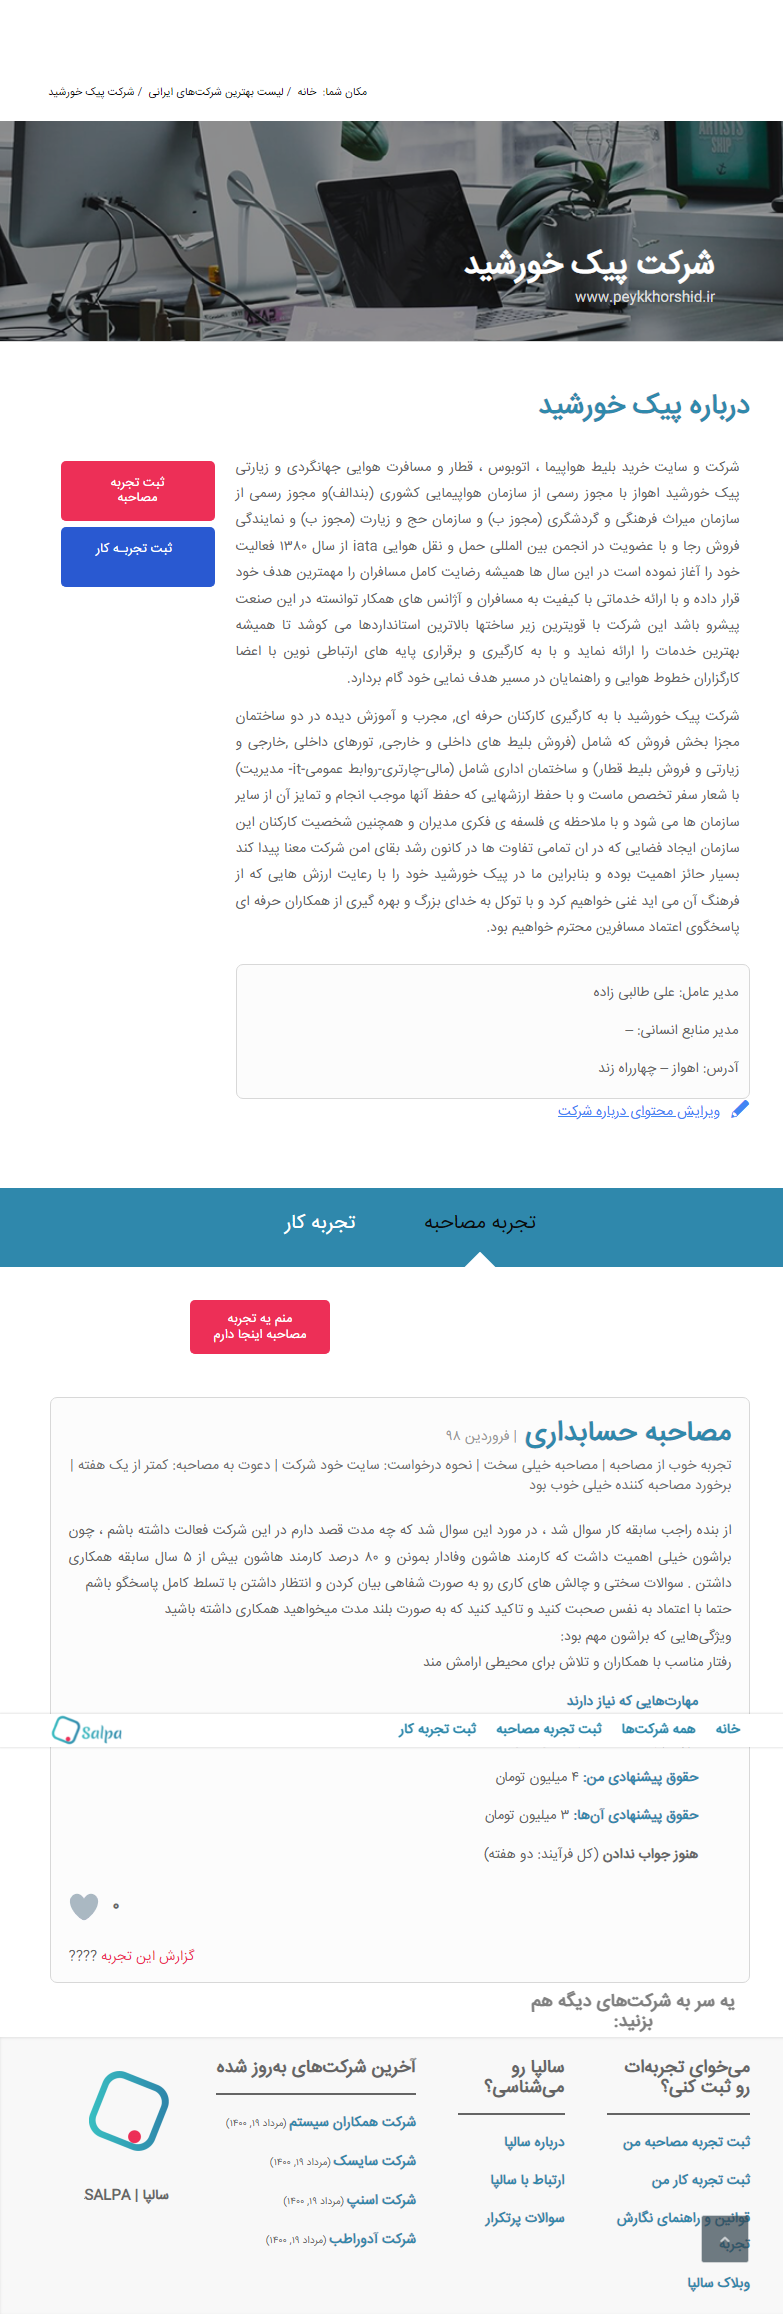 مکان شما: خانه / لیست بهترین شرکت‌های ایرانی / شرکت پیک خورشید
ARTISTS
SHIP
شرکت پیک خورشید
www.peykkhorshid.ir
درباره پیک خورشید
ثبت تجربه
مصاحبه
ثبت تجربـه کار
شرکت و سایت خرید بلیط هواپیما ، اتوبوس ، قطار و مسافرت هوایی جهانگردی و زیارتی
پیک خورشید اهواز با مجوز رسمی از سازمان هواپیمایی کشوری (بندالف)و مجوز رسمی از
سازمان میراث فرهنگی و گردشگری (مجوز ب) و سازمان حج و زیارت (مجوز ب) و نمایندگی
فروش رجا و با عضویت در انجمن بین المللی حمل و نقل هوایی iata از سال ۱۳۸۰ فعالیت
خود را آغاز نموده است در این سال ها همیشه رضایت کامل مسافران را مهمترین هدف خود
قرار داده و با ارائه خدماتی با کیفیت به مسافران و آژانس های همکار توانسته در این صنعت
پیشرو باشد این شرکت با قویترین زیر ساختها بالاترین استانداردها می کوشد تا همیشه
بهترین خدمات را ارائه نماید و با به کارگیری و برقراری پایه های ارتباطی نوین با اعضا
کارگزاران خطوط هوایی و راهنمایان در مسیر هدف نمایی خود گام بردارد.
شرکت پیک خورشید با به کارگیری کارکنان حرفه ای, مجرب و آموزش دیده در دو ساختمان
مجزا بخش فروش که شامل (فروش بلیط های داخلی و خارجی, تورهای داخلی ,خارجی و
زیارتی و فروش بلیط قطار) و ساختمان اداری شامل (مالی-چارتری-روابط عمومی-it- مدیریت)
با شعار سفر تخصص ماست و با حفظ ارزشهایی که حفظ آنها موجب انجام و تمایز آن از سایر
سازمان ها می شود و با ملاحظه ی فلسفه ی فکری مدیران و همچنین شخصیت کارکنان این
سازمان ایجاد فضایی که در ان تمامی تفاوت ها در کانون رشد بقای امن شرکت معنا پیدا کند
بسیار حائز اهمیت بوده و بنابراین ما در پیک خورشید خود را با رعایت ارزش هایی که از
فرهنگ آن می اید غنی خواهیم کرد و با توکل به خدای بزرگ و بهره گیری از همکاران حرفه ای
پاسخگوی اعتماد مسافرین محترم خواهیم بود.
مدیر عامل: علی طالبی زاده
مدیر منابع انسانی: –
آدرس: اهواز – چهارراه زند
ویرایش محتوای درباره شرکت
تجربه مصاحبه
تجربه کار
منم یه تجربه
مصاحبه اینجا دارم
مصاحبه حسابداری | فروردین ۹۸
تجربه خوب از مصاحبه | مصاحبه خیلی سخت | نحوه درخواست: سایت خود شرکت | دعوت به مصاحبه: کمتر از یک هفته |
برخورد مصاحبه کننده خیلی خوب بود
از بنده راجب سابقه کار سوال شد ، در مورد این سوال شد که چه مدت قصد دارم در این شرکت فعالت داشته باشم ، چون
براشون خیلی اهمیت داشت که کارمند هاشون وفادار بمونن و ۸۰ درصد کارمند هاشون بیش از ۵ سال سابقه همکاری
داشتن . سوالات سختی و چالش های کاری رو به صورت شفاهی بیان کردن و انتظار داشتن با تسلط کامل پاسخگو باشم
حتما با اعتماد به نفس صحبت کنید و تاکید کنید که به صورت بلند مدت میخواهید همکاری داشته باشید
ویژگی‌هایی که براشون مهم بود:
رفتار مناسب با همکاران و تلاش برای محیطی ارامش مند
مهارت‌هایی که نیاز دارند
خانه همه شرکت‌ها ثبت تجربه مصاحبه ثبت تجربه کار
Salpa
حقوق پیشنهادی من: ۴ میلیون تومان
حقوق پیشنهادی آن‌ها: ۳ میلیون تومان
هنوز جواب ندادن (کل فرآیند: دو هفته)
۰
گزارش این تجربه ????
یه سر به شرکت‌های دیگه هم
بزنید:
می‌خوای تجربه‌ات
رو ثبت کنی؟
ثبت تجربه مصاحبه من
ثبت تجربه کار من
قوانین و راهنمای نگارش
تجربه
وبلاک سالپا
سالپا رو
می‌شناسی؟
درباره سالپا
ارتباط با سالپا
سوالات پرتکرار
آخرین شرکت‌های به‌روز شده
شرکت همکاران سیستم (مرداد ۱۹, ۱۴۰۰)
شرکت سایسک (مرداد ۱۹, ۱۴۰۰)
شرکت اسنپ (مرداد ۱۹, ۱۴۰۰)
شرکت آدوراطب (مرداد ۱۹, ۱۴۰۰)
سالپا | SALPA